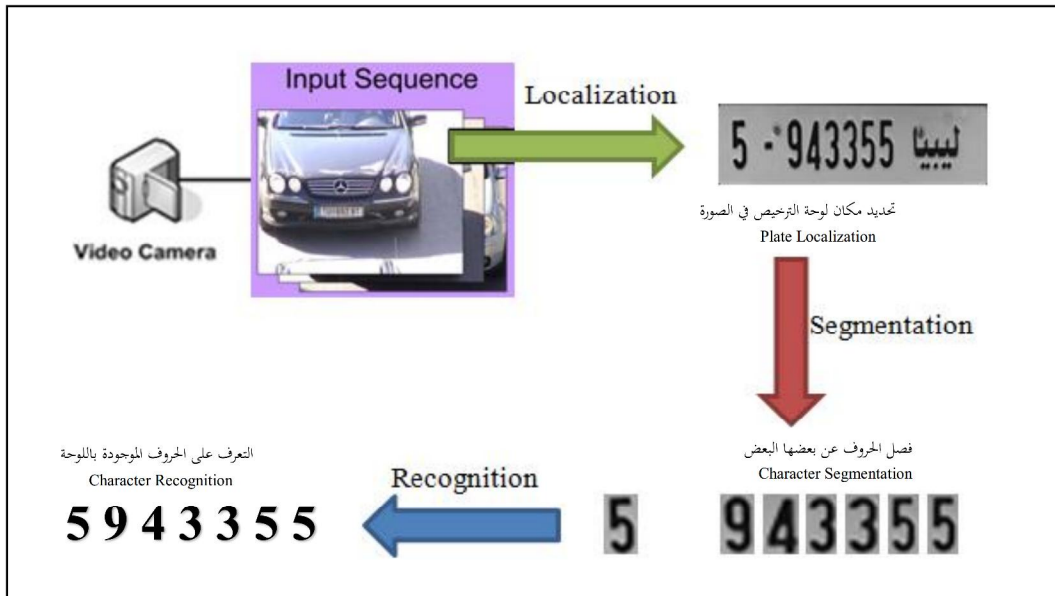 Input Sequence
Localization
Video Camera
5 - 943355 ليبيا
تحديد مكان لوحة الترخيص في الصورة
Plate Localization
Segmentation
فصل الحروف عن بعضها البعض
Character Segmentation
5 943355
Recognition
التعرف على الحروف الموجودة باللوحة
Character Recognition
5 9 4 3 3 5 5